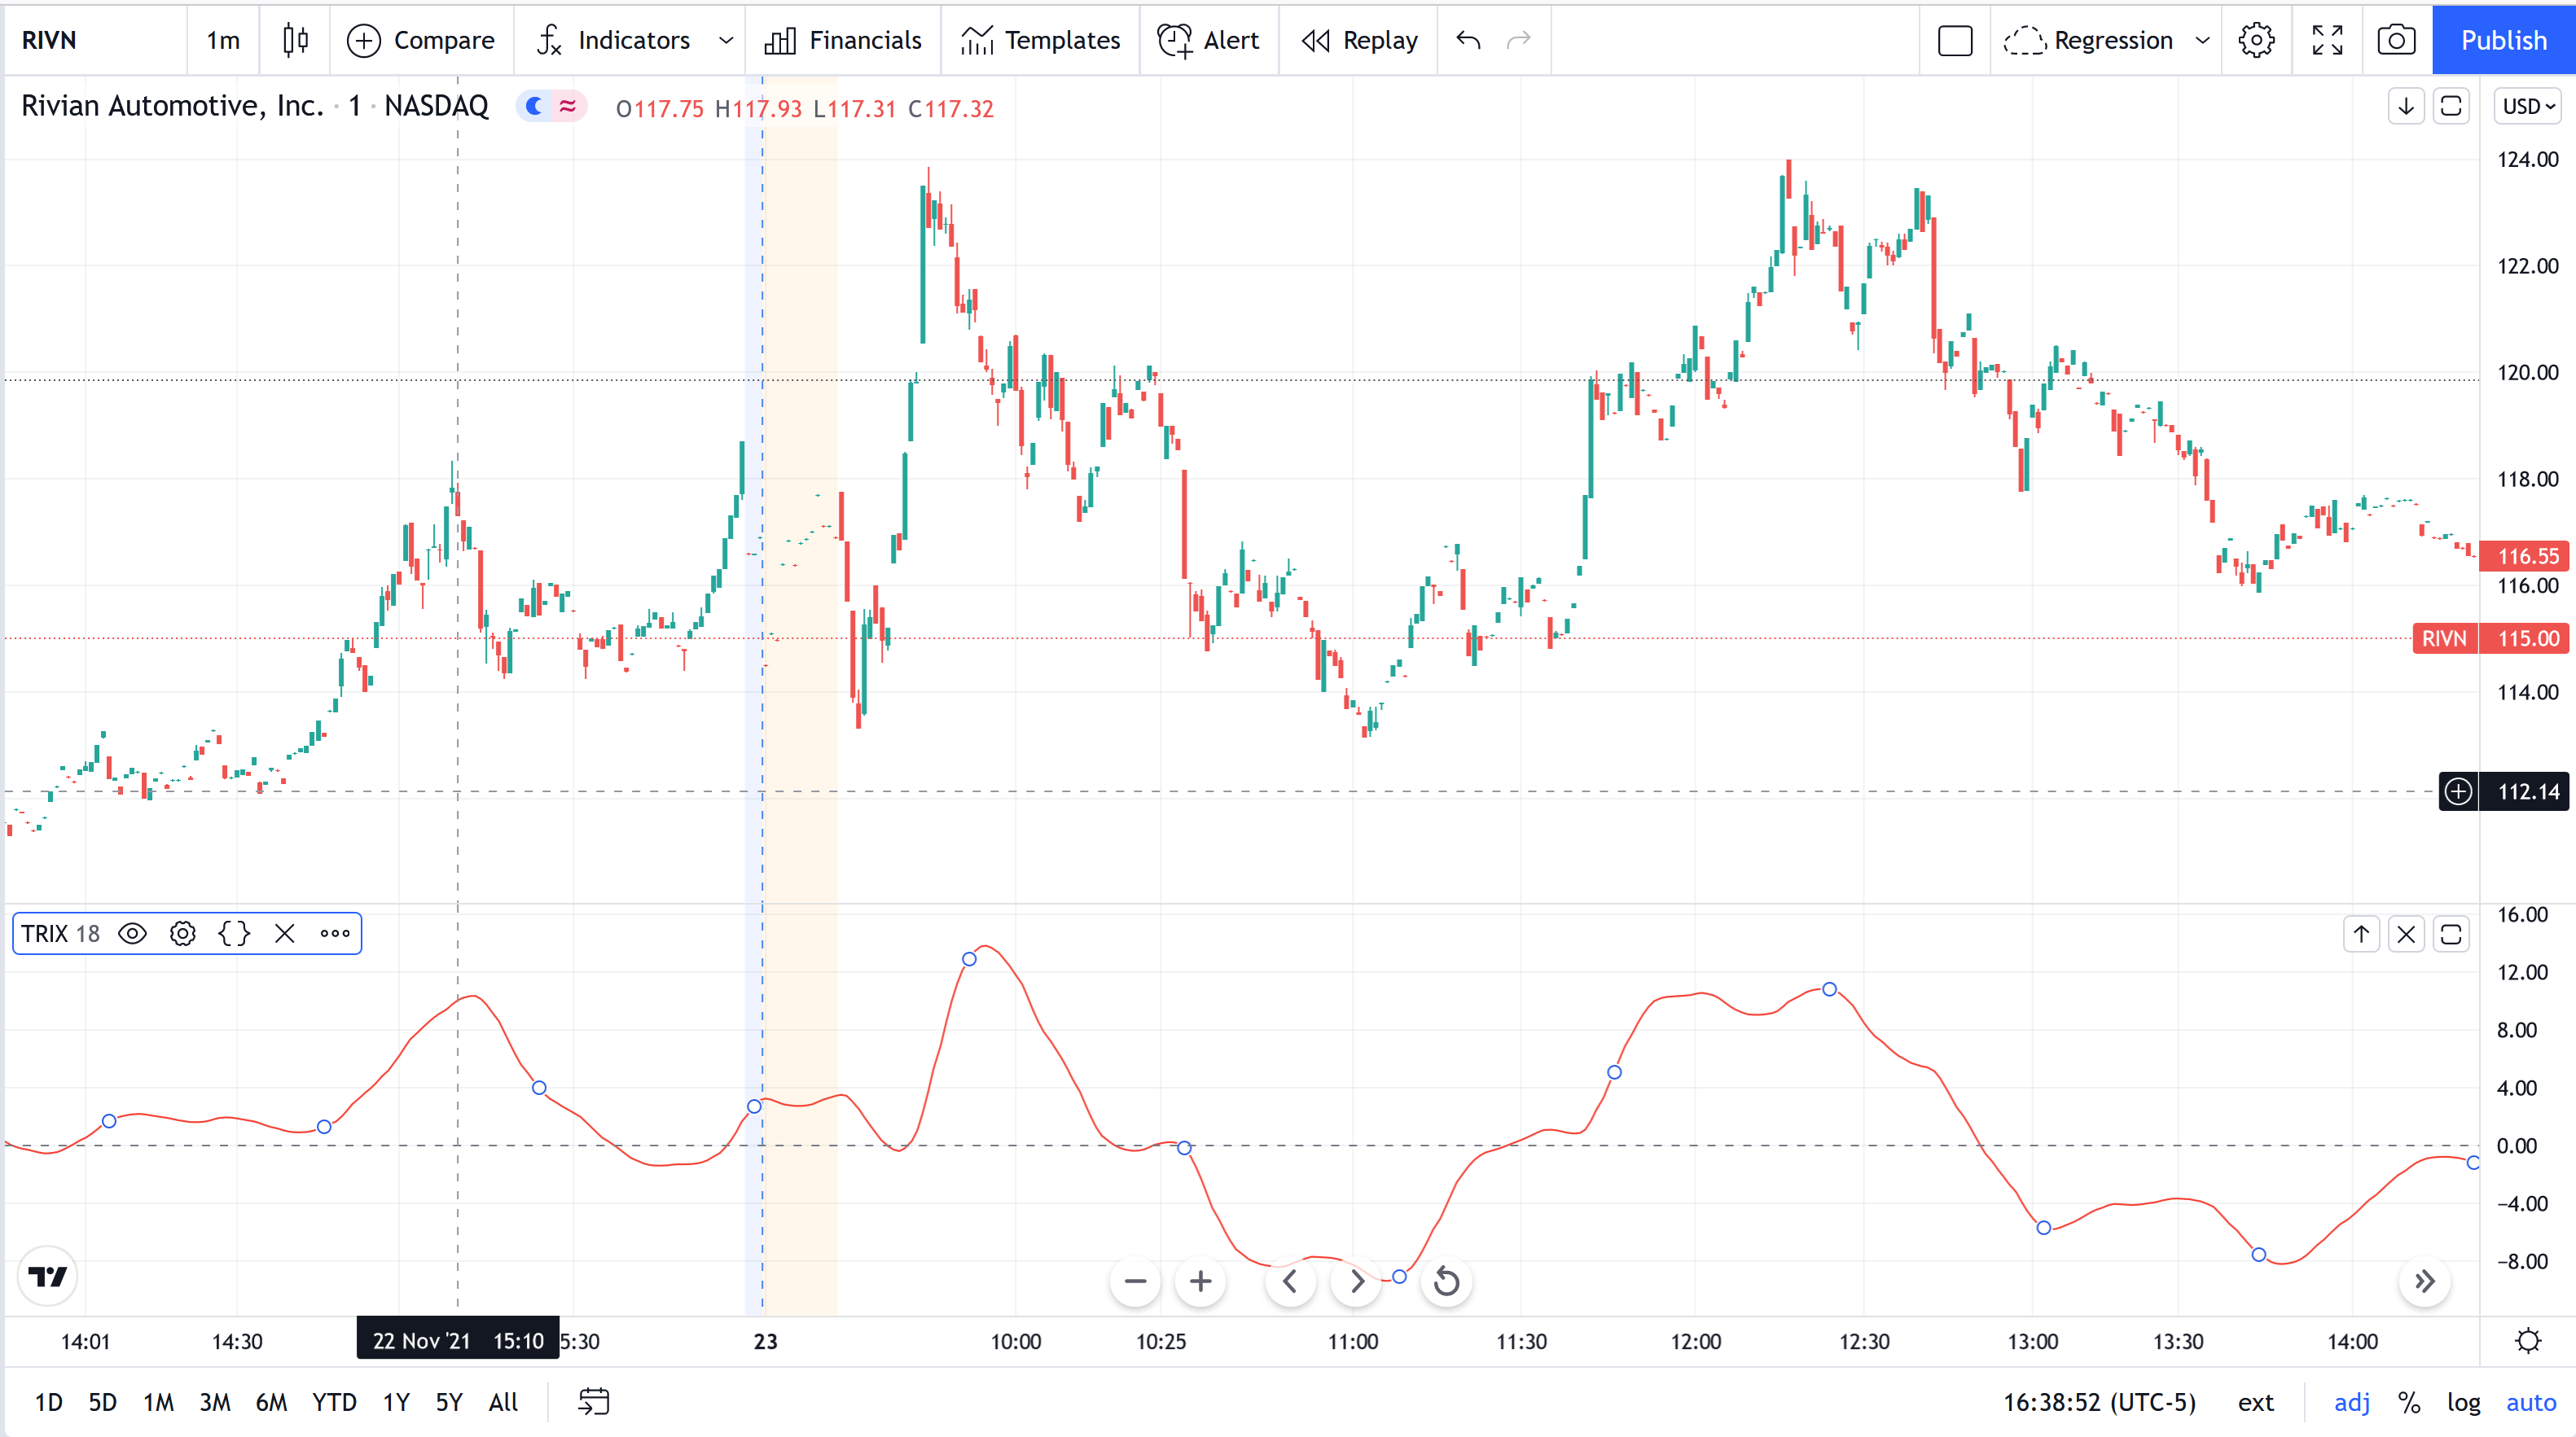 RIVN 1m Compare Indicators Financials Templates Alert Replay Regression Publish
Rivian Automotive, Inc. · 1 · NASDAQ O117.75 H117.93 L117.31 C117.32 USD
124.00
122.00
120.00
118.00
116.55
116.00
RIVN 115.00
114.00
112.14
TRIX 18
16.00
12.00
8.00
4.00
0.00
−4.00
−8.00
14:01 14:30 22 Nov '21 15:10 5:30 23 10:00 10:25 11:00 11:30 12:00 12:30 13:00 13:30 14:00
1D 5D 1M 3M 6M YTD 1Y 5Y All 16:38:52 (UTC-5) ext adj % log auto